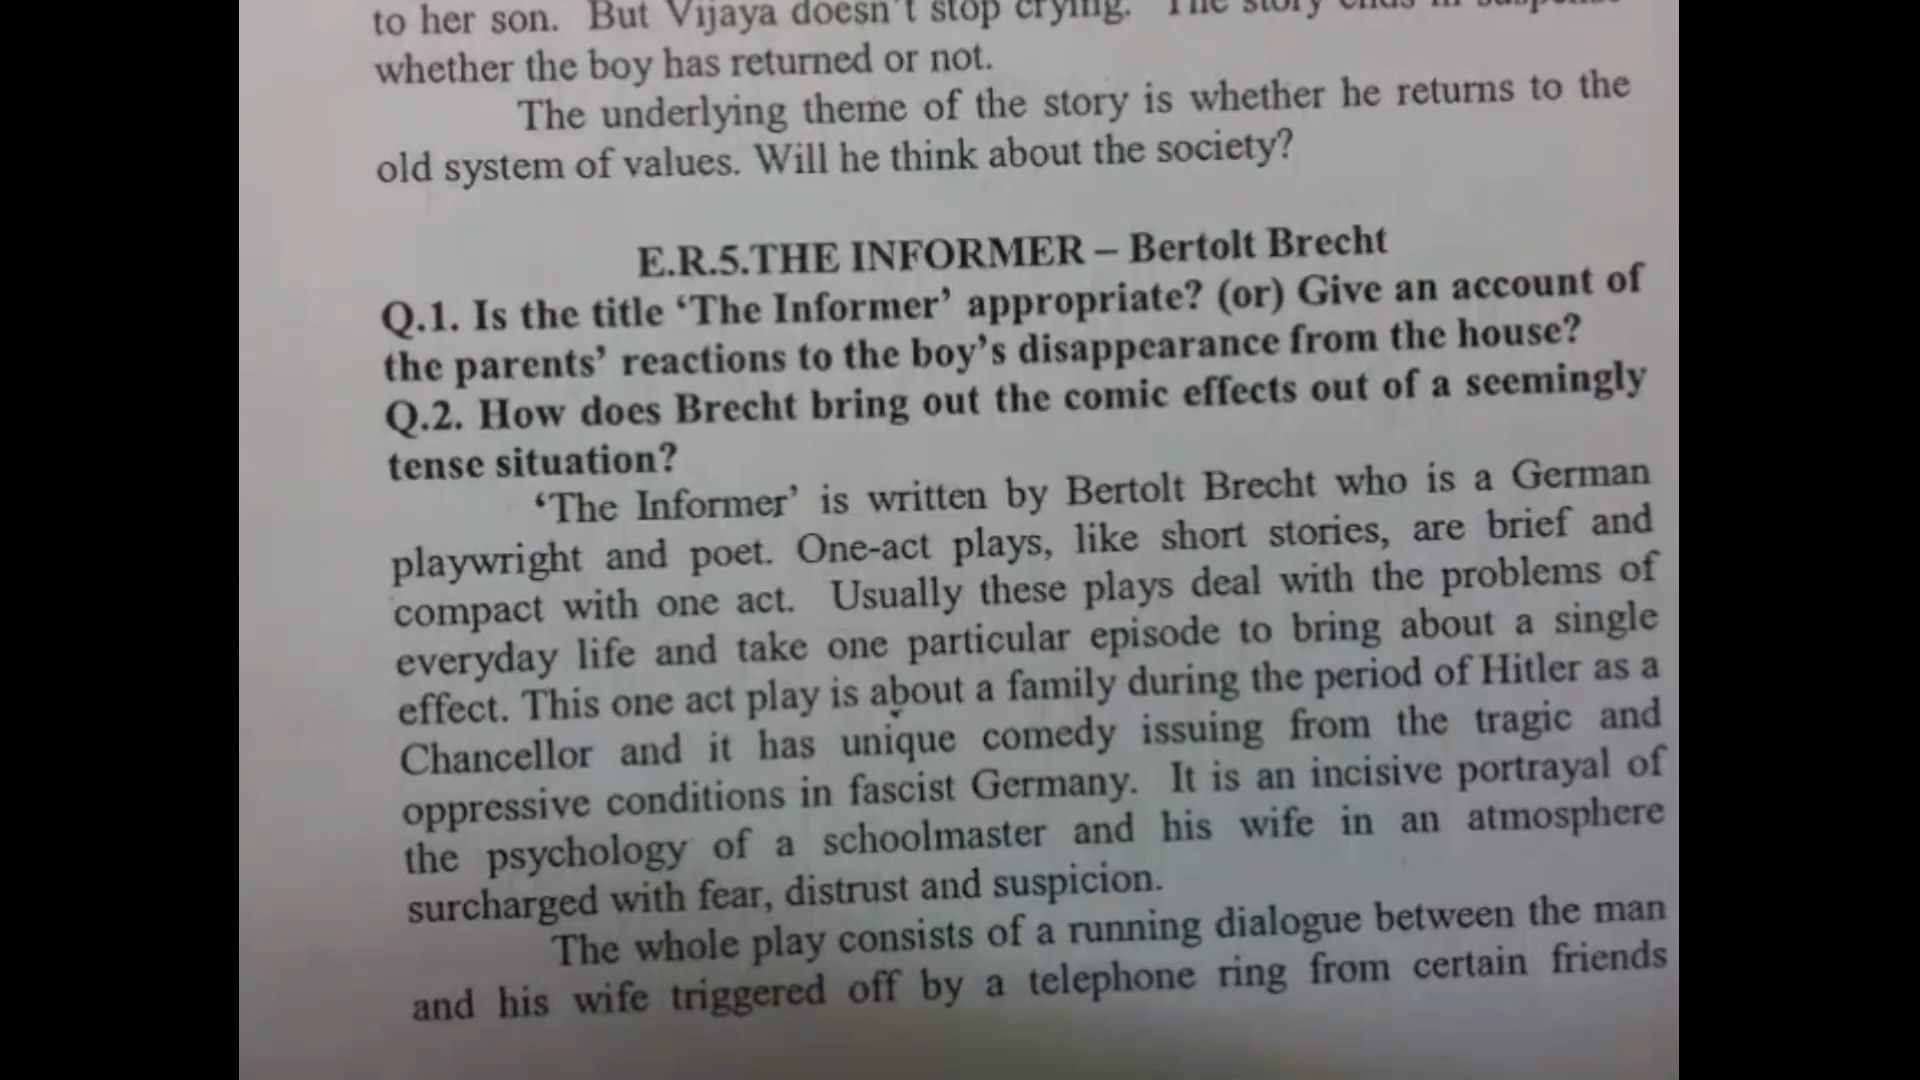 to her son. But Vijaya doesn't stop crying. The story ends in suspense
whether the boy has returned or not.
The underlying theme of the story is whether he returns to the
old system of values. Will he think about the society?
E.R.5.THE INFORMER – Bertolt Brecht
Q.1. Is the title ‘The Informer’ appropriate? (or) Give an account of
the parents’ reactions to the boy’s disappearance from the house?
Q.2. How does Brecht bring out the comic effects out of a seemingly
tense situation?
‘The Informer’ is written by Bertolt Brecht who is a German
playwright and poet. One-act plays, like short stories, are brief and
compact with one act. Usually these plays deal with the problems of
everyday life and take one particular episode to bring about a single
effect. This one act play is about a family during the period of Hitler as a
Chancellor and it has unique comedy issuing from the tragic and
oppressive conditions in fascist Germany. It is an incisive portrayal of
the psychology of a schoolmaster and his wife in an atmosphere
surcharged with fear, distrust and suspicion.
The whole play consists of a running dialogue between the man
and his wife triggered off by a telephone ring from certain friends